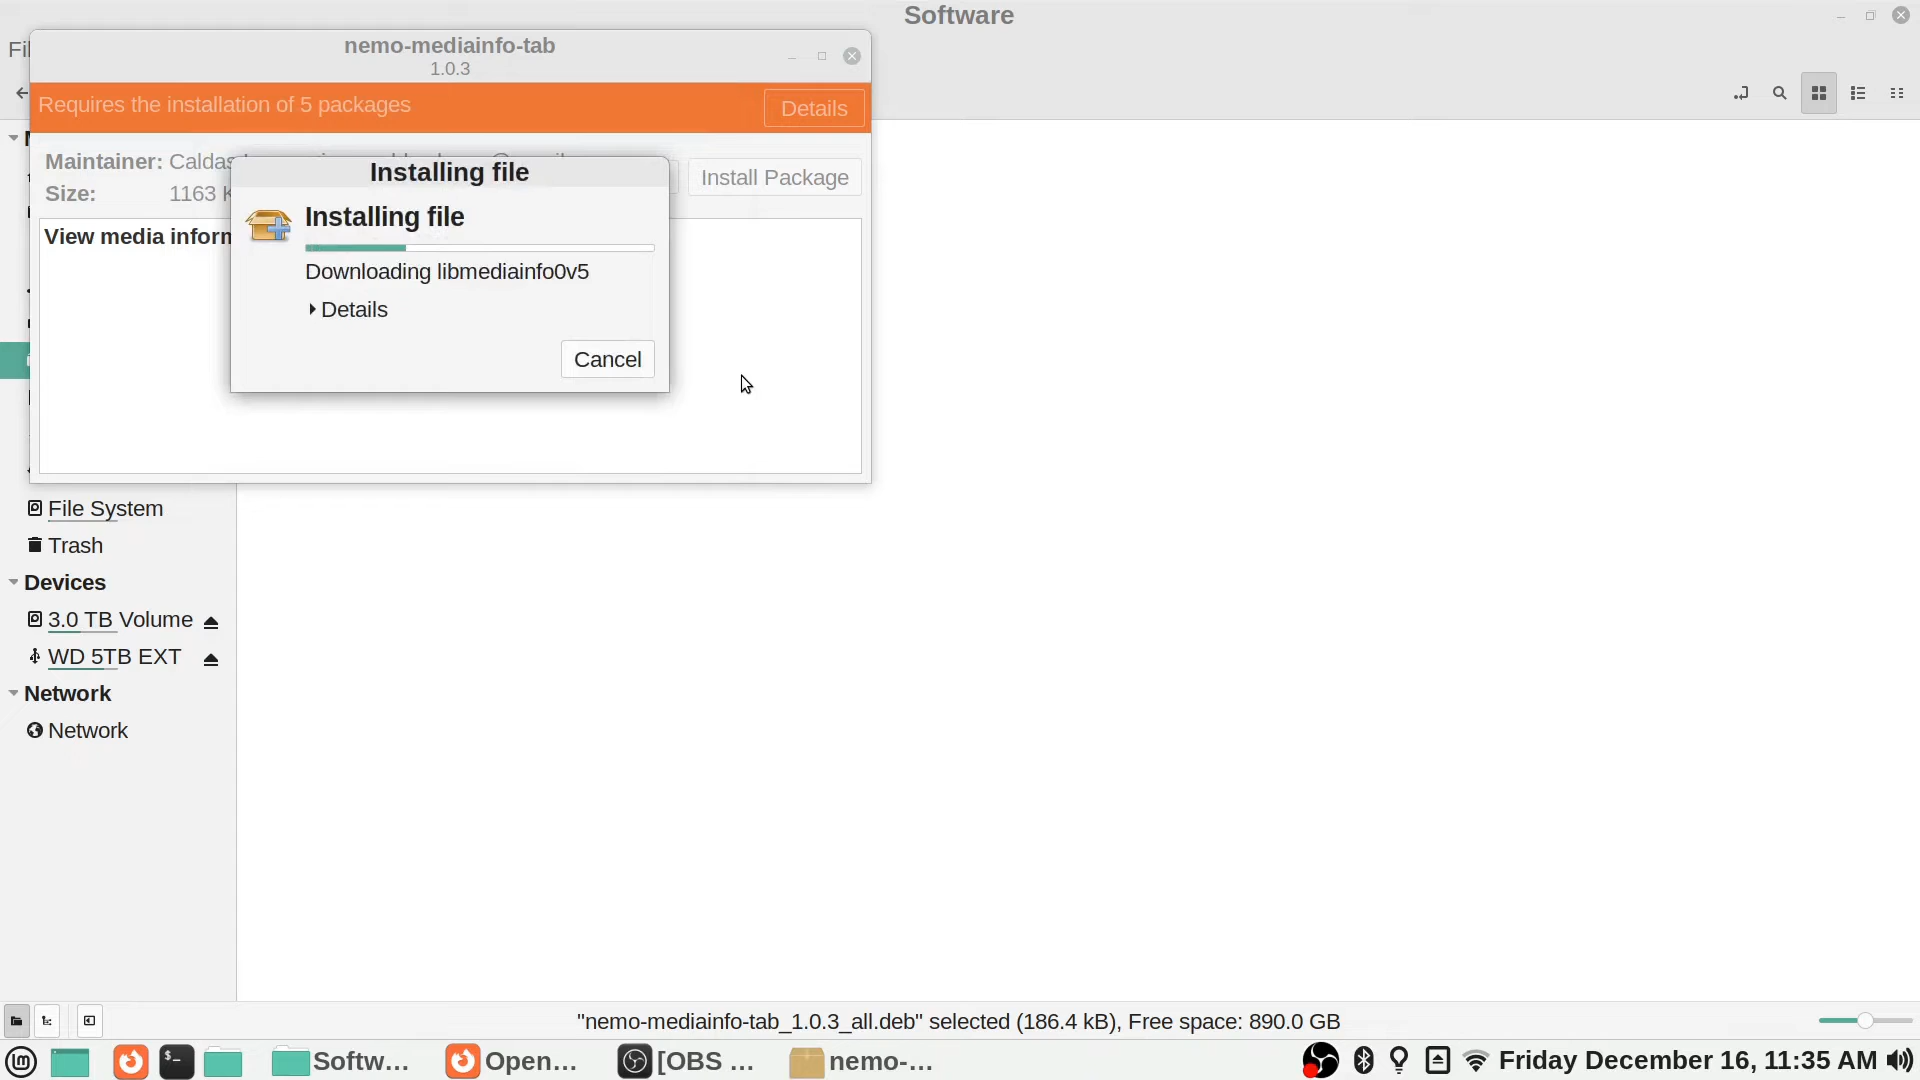 Software
Fil
nemo-mediainfo-tab
1.0.3
Requires the installation of 5 packages
Details
Maintainer: Caldas
Size: 1163 K
Install Package
View media inform
Installing file
Installing file
Downloading libmediainfo0v5
Details
Cancel
File System
Trash
Devices
3.0 TB Volume
WD 5TB EXT
Network
Network
"nemo-mediainfo-tab_1.0.3_all.deb" selected (186.4 kB), Free space: 890.0 GB
Softw...
Open...
[OBS ...
nemo-...
Friday December 16, 11:35 AM